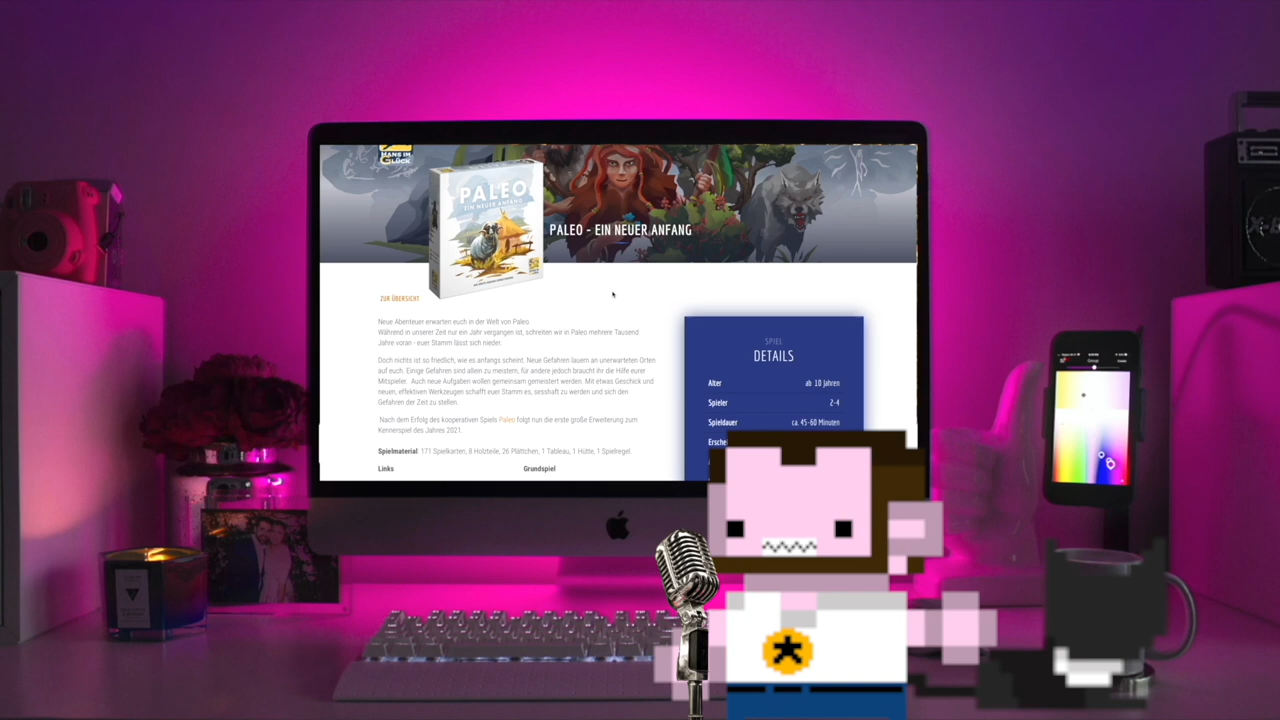 HANS IM
GLÜCK
PALEO
EIN NEUER ANFANG
PALEO - EIN NEUER ANFANG
ZUR ÜBERSICHT
Neue Abenteuer erwarten euch in der Welt von Paleo.
Während in unserer Zeit nur ein Jahr vergangen ist, schreiten wir in Paleo mehrere Tausend
Jahre voran - euer Stamm lässt sich nieder.
Doch nichts ist so friedlich, wie es anfangs scheint. Neue Gefahren lauern an unerwarteten Orten
auf euch. Einige Gefahren sind allein zu meistern, für andere jedoch braucht ihr die Hilfe eurer
Mitspieler. Auch neue Aufgaben wollen gemeinsam gemeistert werden. Mit etwas Geschick und
neuen, effektiven Werkzeugen schafft euer Stamm es, sesshaft zu werden und sich den
Gefahren der Zeit zu stellen.
Nach dem Erfolg des kooperativen Spiels Paleo folgt nun die erste große Erweiterung zum
Kennerspiel des Jahres 2021.
Spielmaterial 171 Spielkarten, 8 Holzteile, 26 Plättchen, 1 Tableau, 1 Hütte, 1 Spielregel.
Links Grundspiel
SPIEL
DETAILS
Alter ab 10 Jahren
Spieler 2-4
Spieldauer ca. 45-60 Minuten
Ersche